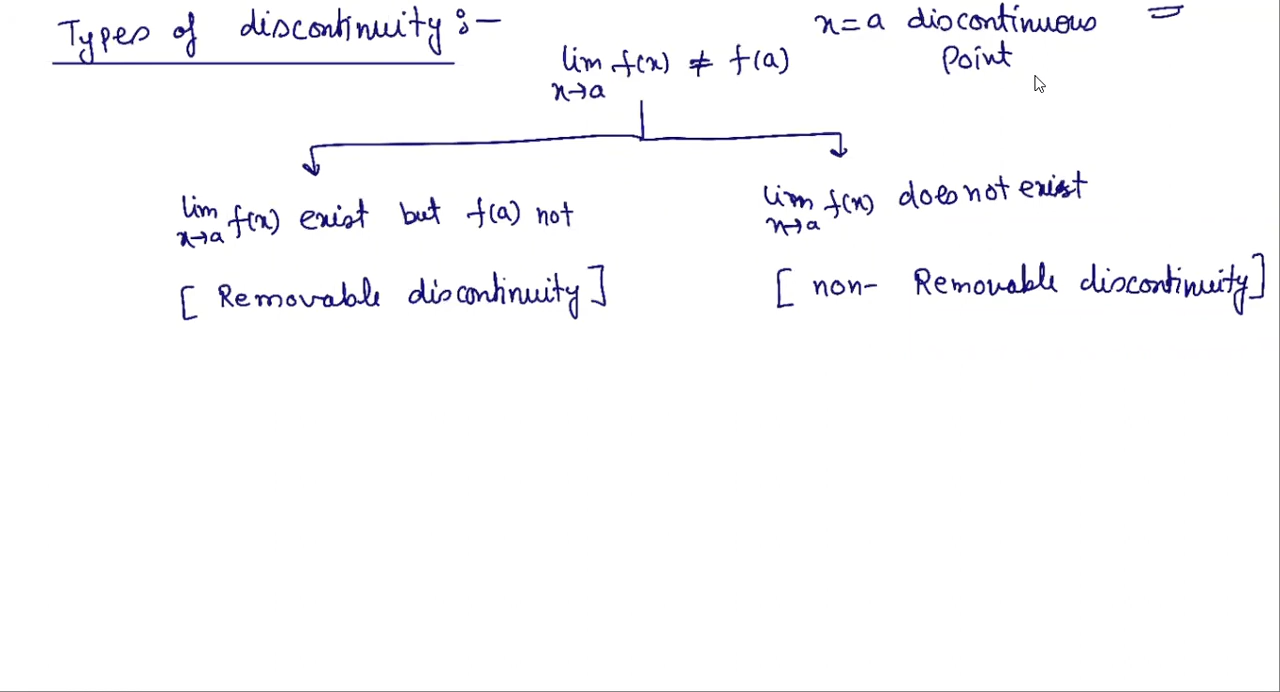 Types of discontinuity :-
x=a discontinuous point
lim x→a f(x) ≠ f(a)
lim x→a f(x) exist but f(a) not
[ Removable discontinuity ]
lim x→a f(x) does not exist
[ non- Removable discontinuity ]